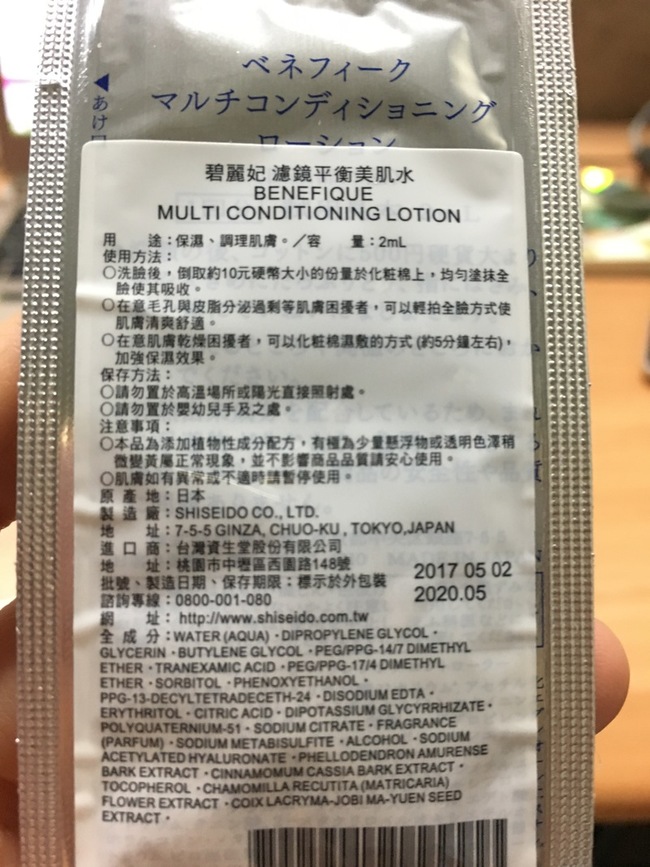 ベネフィーク
マルチコンディショニング
ローション
◀あけ口
碧麗妃 濾鏡平衡美肌水
BENEFIQUE
MULTI CONDITIONING LOTION
用　　途：保濕、調理肌膚。／容　　量：2mL
使用方法：
○洗臉後，倒取約10元硬幣大小的份量於化粧棉上，均勻塗抹全
臉使其吸收。
○在意毛孔與皮脂分泌過剩等肌膚困擾者，可以輕拍全臉方式使
肌膚清爽舒適。
○在意肌膚乾燥困擾者，可以化粧棉濕敷的方式 (約5分鐘左右)，
加強保濕效果。
保存方法：
○請勿置於高溫場所或陽光直接照射處。
○請勿置於嬰幼兒手及之處。
注意事項：
○本品為添加植物性成分配方，有極為少量懸浮物或透明色澤稍
微變黃屬正常現象，並不影響商品品質請安心使用。
○肌膚如有異常或不適時請暫停使用。
原 產 地：日本
製 造 廠：SHISEIDO CO., LTD.
地　　址：7-5-5 GINZA, CHUO-KU , TOKYO,JAPAN
進 口 商：台灣資生堂股份有限公司
地　　址：桃園市中壢區西園路148號
批號、製造日期、保存期限：標示於外包裝
2017 05 02
2020.05
諮詢專線：0800-001-080
網　　址： http://www.shiseido.com.tw
全 成 分：WATER (AQUA)・DIPROPYLENE GLYCOL・
GLYCERIN・BUTYLENE GLYCOL・PEG/PPG-14/7 DIMETHYL
ETHER・TRANEXAMIC ACID・PEG/PPG-17/4 DIMETHYL
ETHER・SORBITOL・PHENOXYETHANOL・
PPG-13-DECYLTETRADECETH-24・DISODIUM EDTA・
ERYTHRITOL・CITRIC ACID・DIPOTASSIUM GLYCYRRHIZATE・
POLYQUATERNIUM-51・SODIUM CITRATE・FRAGRANCE
(PARFUM)・SODIUM METABISULFITE・ALCOHOL・SODIUM
ACETYLATED HYALURONATE・PHELLODENDRON AMURENSE
BARK EXTRACT・CINNAMOMUM CASSIA BARK EXTRACT・
TOCOPHEROL・CHAMOMILLA RECUTITA (MATRICARIA)
FLOWER EXTRACT・COIX LACRYMA-JOBI MA-YUEN SEED
EXTRACT・